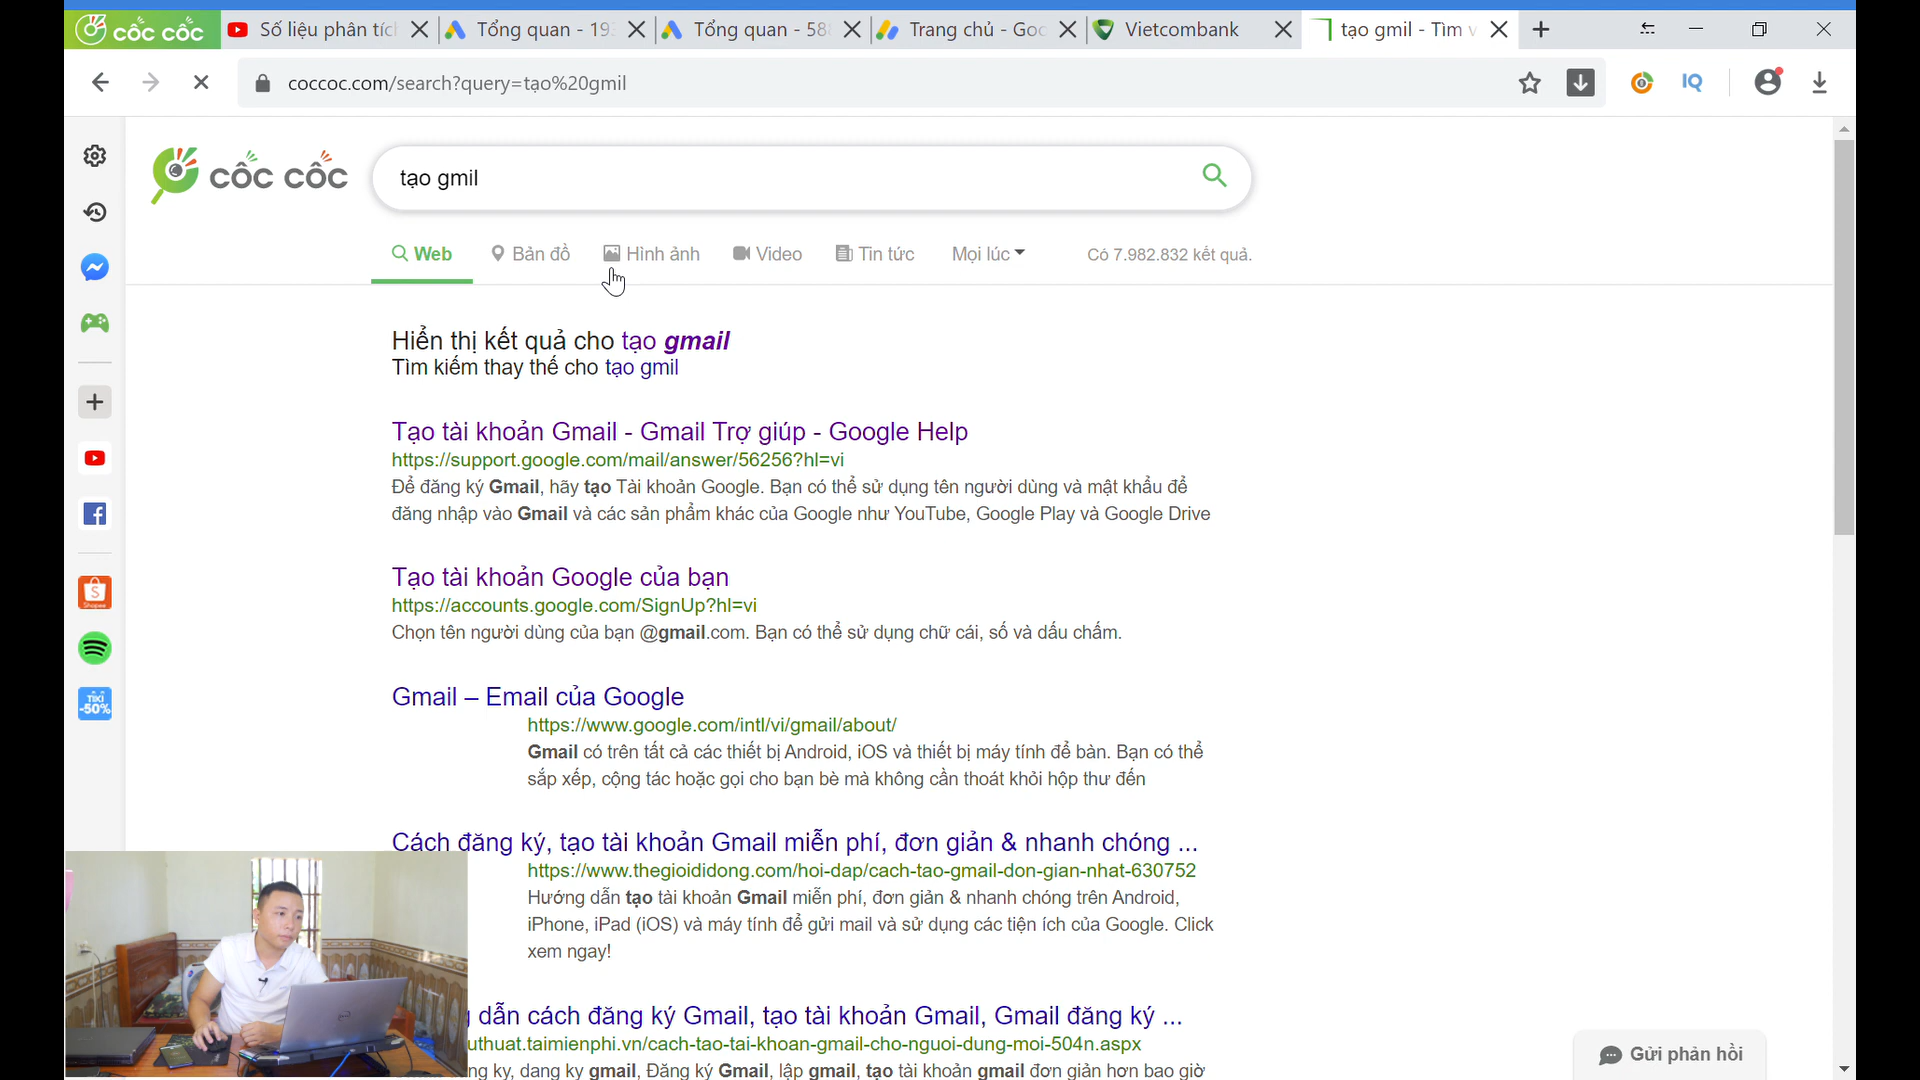 cốc cốc
Số liệu phân tíc
Tổng quan - 19
Tổng quan - 58
Trang chủ - Goo
Vietcombank
tạo gmil - Tìm v
coccoc.com/search?query=tạo%20gmil
IQ
cốc cốc
tạo gmil
Web
Bản đồ
Hình ảnh
Video
Tin tức
Mọi lúc
Có 7.982.832 kết quả.
Hiển thị kết quả cho tạo gmail
Tìm kiếm thay thế cho tạo gmil
Tạo tài khoản Gmail - Gmail Trợ giúp - Google Help
https://support.google.com/mail/answer/56256?hl=vi
Để đăng ký Gmail, hãy tạo Tài khoản Google. Bạn có thể sử dụng tên người dùng và mật khẩu để
đăng nhập vào Gmail và các sản phẩm khác của Google như YouTube, Google Play và Google Drive
Tạo tài khoản Google của bạn
https://accounts.google.com/SignUp?hl=vi
Chọn tên người dùng của bạn @gmail.com. Bạn có thể sử dụng chữ cái, số và dấu chấm.
Shopee
TIKI
-50%
Gmail – Email của Google
https://www.google.com/intl/vi/gmail/about/
Gmail có trên tất cả các thiết bị Android, iOS và thiết bị máy tính để bàn. Bạn có thể
sắp xếp, cộng tác hoặc gọi cho bạn bè mà không cần thoát khỏi hộp thư đến
Cách đăng ký, tạo tài khoản Gmail miễn phí, đơn giản & nhanh chóng ...
https://www.thegioididong.com/hoi-dap/cach-tao-gmail-don-gian-nhat-630752
Hướng dẫn tạo tài khoản Gmail miễn phí, đơn giản & nhanh chóng trên Android,
iPhone, iPad (iOS) và máy tính để gửi mail và sử dụng các tiện ích của Google. Click
xem ngay!
dẫn cách đăng ký Gmail, tạo tài khoản Gmail, Gmail đăng ký ...
uthuat.taimienphi.vn/cach-tao-tai-khoan-gmail-cho-nguoi-dung-moi-504n.aspx
ng ky, dang ky gmail, Đăng ký Gmail, lập gmail, tạo tài khoản gmail đơn giản hơn bao giờ
Gửi phản hồi